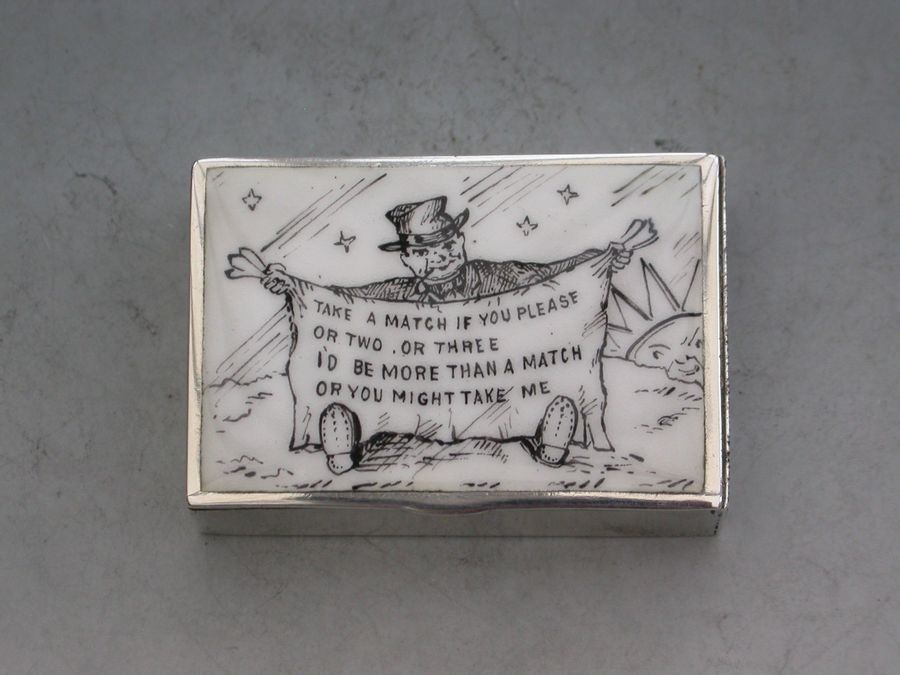 TAKE A MATCH IF YOU PLEASE
OR TWO, OR THREE
I'D BE MORE THAN A MATCH
OR YOU MIGHT TAKE ME